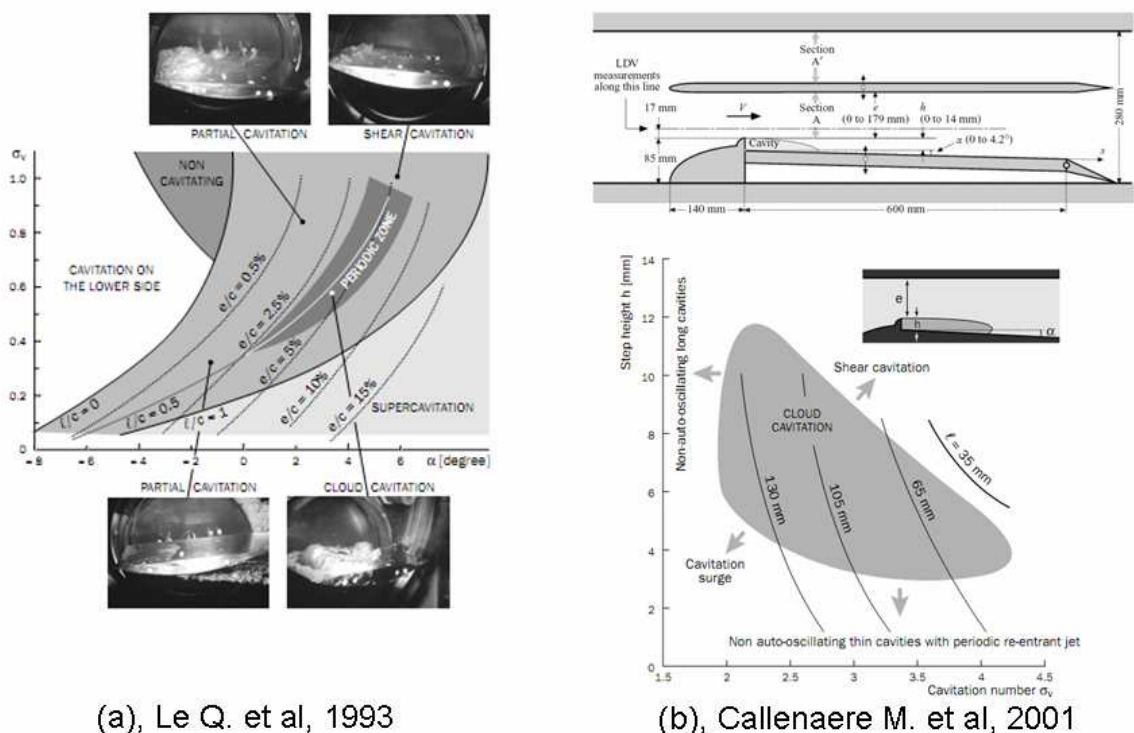 PARTIAL CAVITATION
SHEAR CAVITATION
σv
1.0
0.8
0.6
0.4
0.2
0
NON
CAVITATING
CAVITATION ON
THE LOWER SIDE
PERIODIC ZONE
e/c = 0.5%
e/c = 2.5%
e/c = 5%
e/c = 10%
e/c = 15%
ℓ/c = 0
ℓ/c = 0.5
ℓ/c = 1
SUPERCAVITATION
- 8
- 6
- 4
- 2
0
2
4
6
α [degree]
PARTIAL CAVITATION
CLOUD CAVITATION
(a), Le Q. et al, 1993
LDV
measurements
along this line
17 mm
85 mm
Section
A'
Section
A
V
e
(0 to 179 mm)
h
(0 to 14 mm)
α (0 to 4.2°)
Cavity
x
280 mm
140 mm
600 mm
Step height h [mm]
14
12
10
8
6
4
2
0
Non-auto-oscillating long cavities
e
h
α
Shear cavitation
CLOUD
CAVITATION
130 mm
105 mm
65 mm
ℓ = 35 mm
Cavitation
surge
Non auto-oscillating thin cavities with periodic re-entrant jet
1.5
2
2.5
3
3.5
4
4.5
Cavitation number σv
(b), Callenaere M. et al, 2001